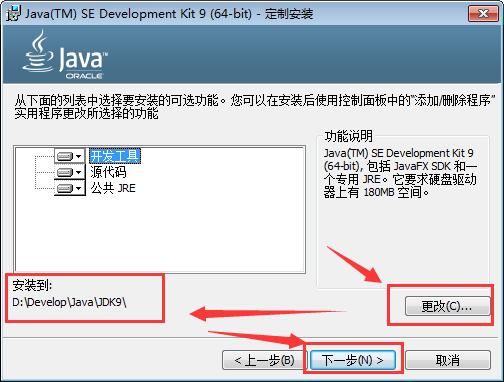 Java(TM) SE Development Kit 9 (64-bit) - 定制安装
Java
ORACLE
从下面的列表中选择要安装的可选功能。您可以在安装后使用控制面板中的“添加/删除程序”
实用程序更改所选择的功能
开发工具
源代码
公共 JRE
功能说明
Java(TM) SE Development Kit 9
(64-bit), 包括 JavaFX SDK 和一
个专用 JRE。它要求硬盘驱动
器上有 180MB 空间。
安装到:
D:\Develop\Java\JDK9\
更改(C)...
< 上一步(B)
下一步(N) >
取消